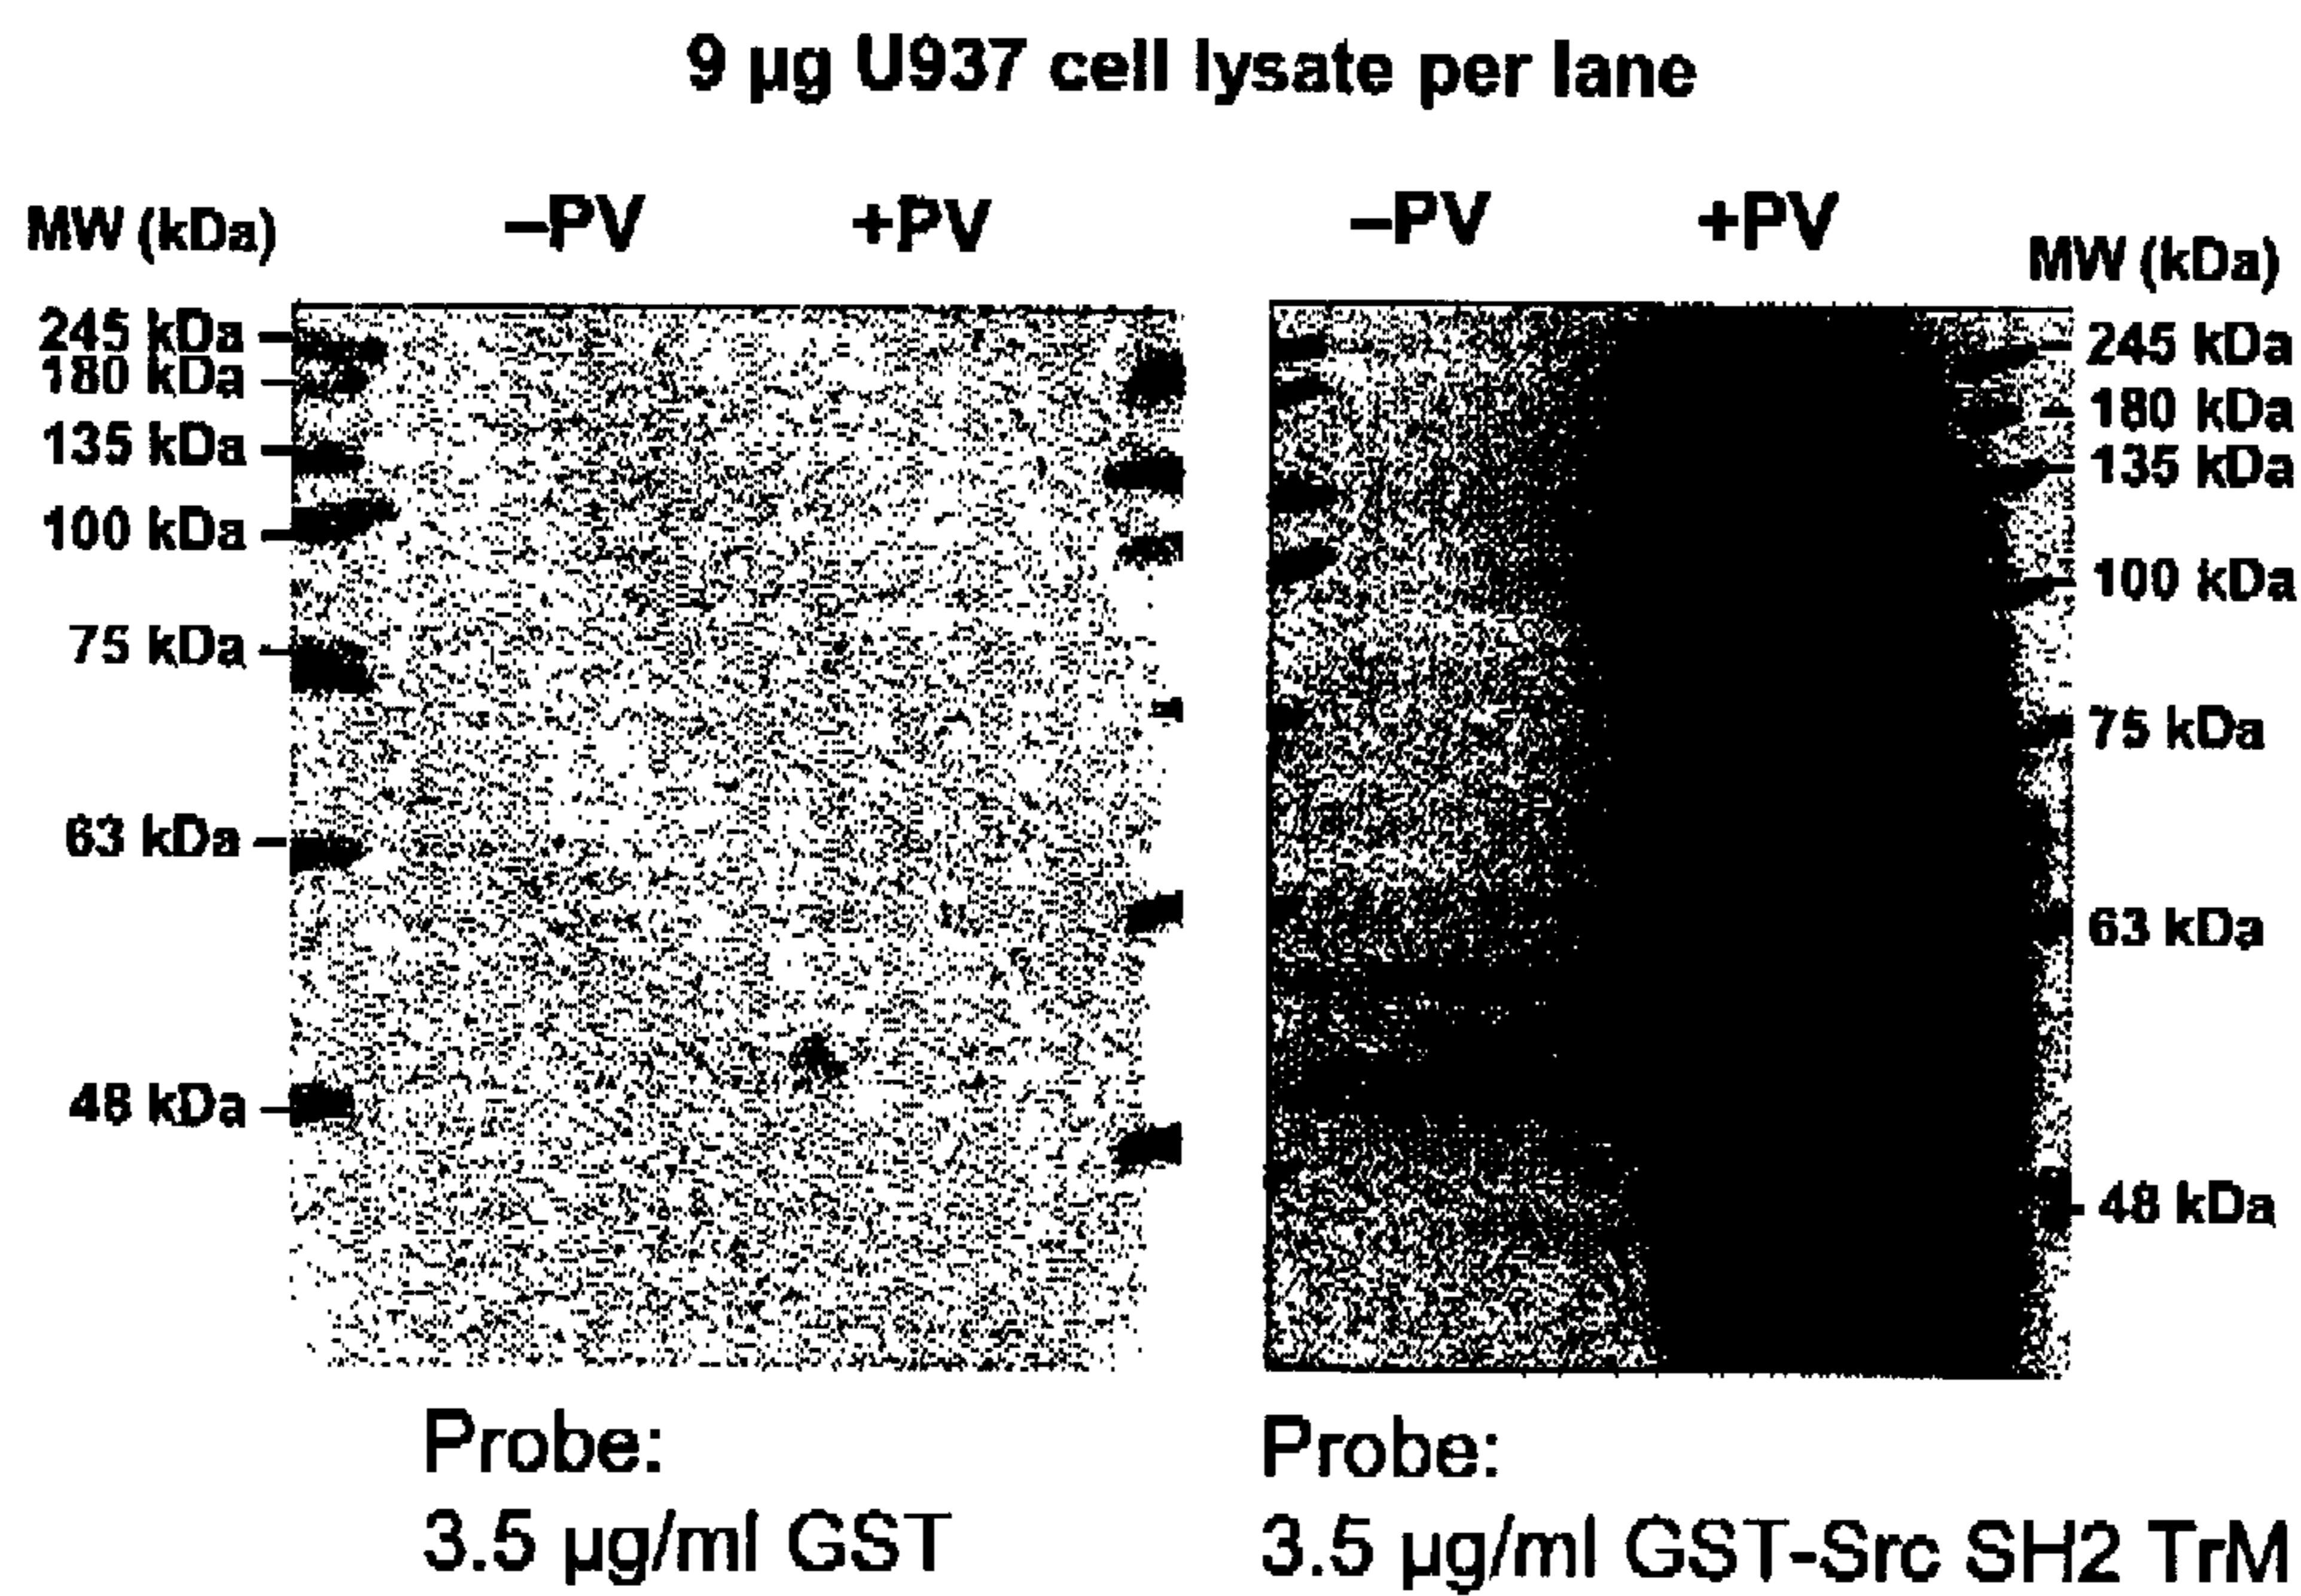 9 µg U937 cell lysate per lane
MW (kDa)
–PV
+PV
–PV
+PV
MW (kDa)
245 kDa
180 kDa
135 kDa
100 kDa
75 kDa
63 kDa
48 kDa
245 kDa
180 kDa
135 kDa
100 kDa
75 kDa
63 kDa
48 kDa
Probe:
3.5 µg/ml GST
Probe:
3.5 µg/ml GST-Src SH2 TrM